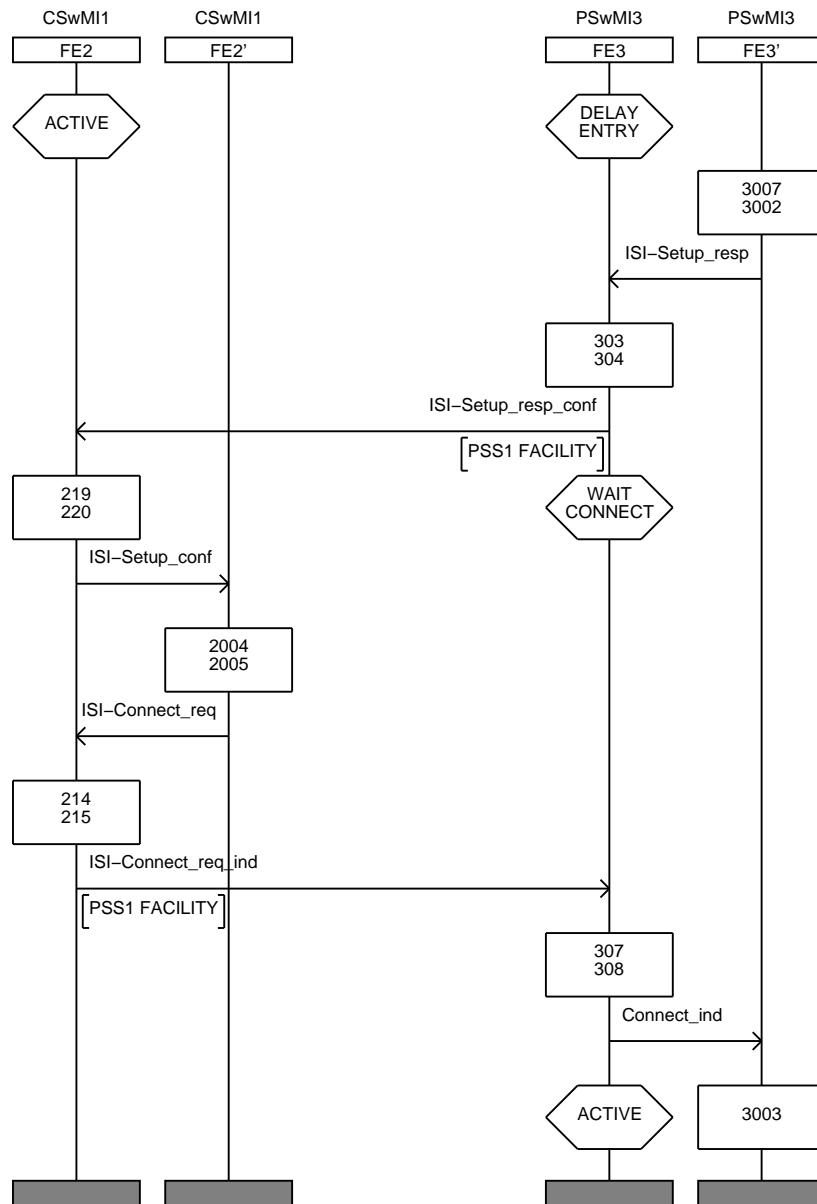 CSwMI1 CSwMI1 PSwMI3 PSwMI3
FE2 FE2' FE3 FE3'
ACTIVE
DELAY
ENTRY
3007
3002
ISI−Setup_resp
303
304
ISI−Setup_resp_conf
PSS1 FACILITY
219
220
WAIT
CONNECT
ISI−Setup_conf
2004
2005
ISI−Connect_req
214
215
ISI−Connect_req_ind
PSS1 FACILITY
307
308
Connect_ind
ACTIVE
3003